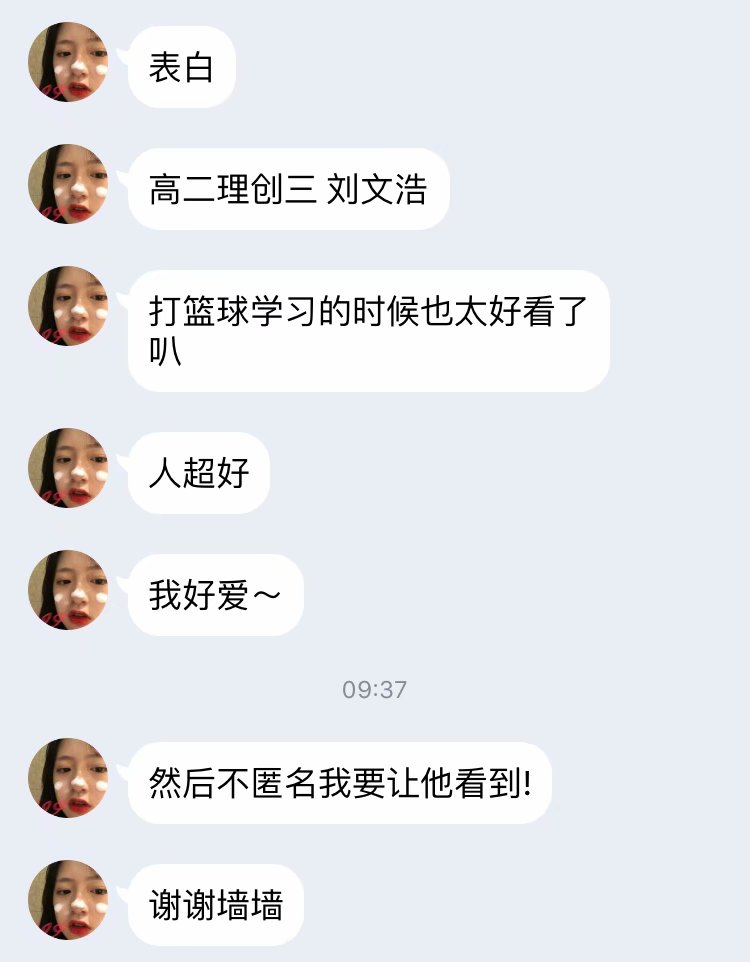 表白
高二理创三 刘文浩
打篮球学习的时候也太好看了
叭
人超好
我好爱～
09:37
然后不匿名我要让他看到!
谢谢墙墙